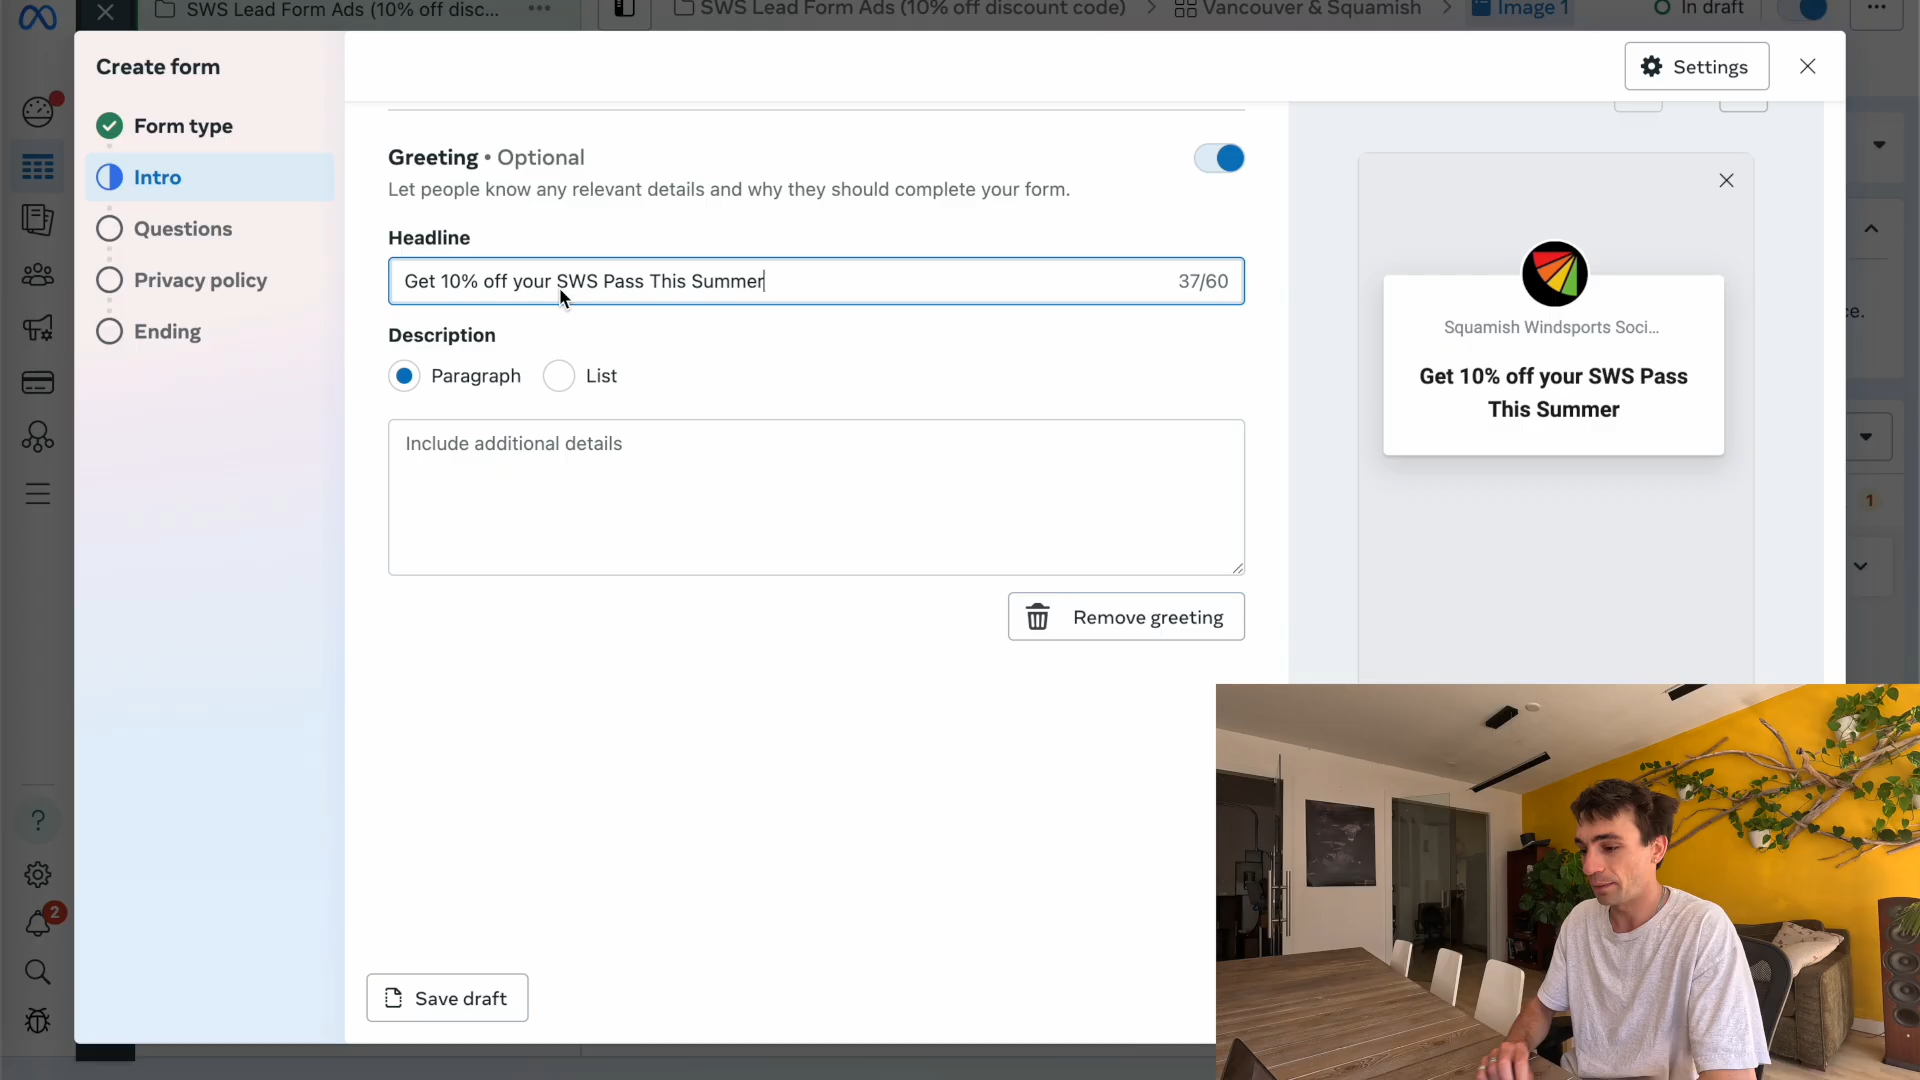 SWS Lead Form Ads (10% off disc...
SWS Lead Form Ads (10% off discount code)
Vancouver & Squamish
Image 1
In draft
Create form
Settings
Form type
Intro
Questions
Privacy policy
Ending
Greeting • Optional
Let people know any relevant details and why they should complete your form.
Headline
Get 10% off your SWS Pass This Summer
37/60
Description
Paragraph
List
Include additional details
Remove greeting
Save draft
Squamish Windsports Soci...
Get 10% off your SWS Pass
This Summer
ce.
1
?
2